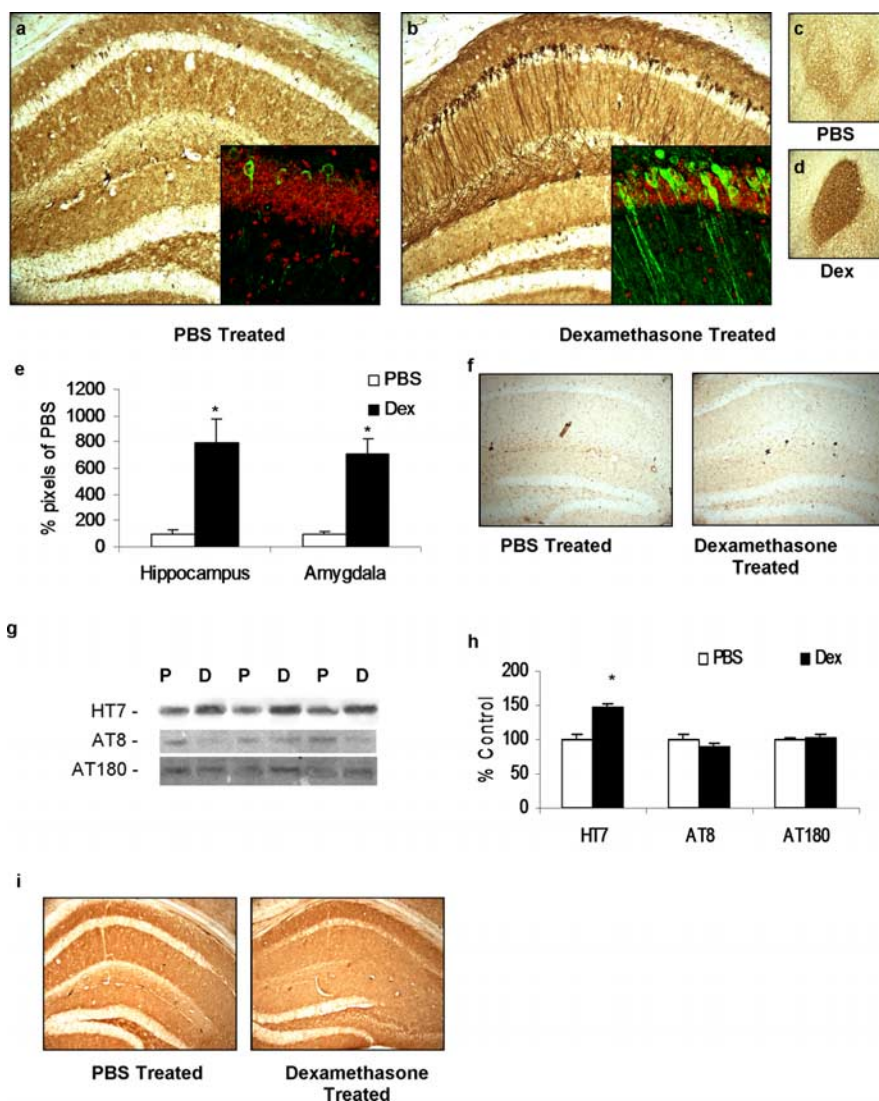 a
b
c
PBS
d
Dex
PBS Treated
Dexamethasone Treated
e
1200
1000
800
600
400
200
0
% pixels of PBS
PBS
Dex
*
*
Hippocampus
Amygdala
f
PBS Treated
Dexamethasone
Treated
g
P D P D P D
HT7 -
AT8 -
AT180 -
h
200
150
100
50
0
% Control
PBS
Dex
*
HT7
AT8
AT180
i
PBS Treated
Dexamethasone
Treated